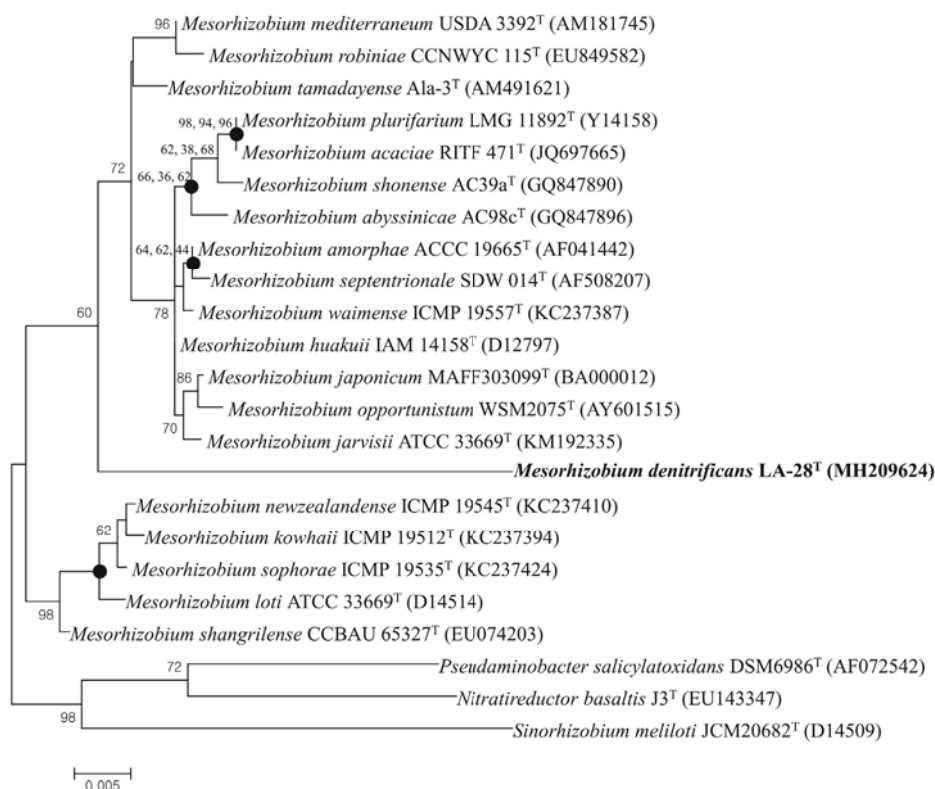 96 Mesorhizobium mediterraneum USDA 3392ᵀ (AM181745)
Mesorhizobium robiniae CCNWYC 115ᵀ (EU849582)
Mesorhizobium tamadayense Ala-3ᵀ (AM491621)
98, 94, 96 Mesorhizobium plurifarium LMG 11892ᵀ (Y14158)
62, 38, 68 Mesorhizobium acaciae RITF 471ᵀ (JQ697665)
72 66, 36, 62 Mesorhizobium shonense AC39aᵀ (GQ847890)
Mesorhizobium abyssinicae AC98cᵀ (GQ847896)
64, 62, 44 Mesorhizobium amorphae ACCC 19665ᵀ (AF041442)
Mesorhizobium septentrionale SDW 014ᵀ (AF508207)
60 78 Mesorhizobium waimense ICMP 19557ᵀ (KC237387)
Mesorhizobium huakuii IAM 14158ᵀ (D12797)
86 Mesorhizobium japonicum MAFF303099ᵀ (BA000012)
Mesorhizobium opportunistum WSM2075ᵀ (AY601515)
70 Mesorhizobium jarvisii ATCC 33669ᵀ (KM192335)
Mesorhizobium denitrificans LA-28ᵀ (MH209624)
Mesorhizobium newzealandense ICMP 19545ᵀ (KC237410)
62 Mesorhizobium kowhaii ICMP 19512ᵀ (KC237394)
Mesorhizobium sophorae ICMP 19535ᵀ (KC237424)
Mesorhizobium loti ATCC 33669ᵀ (D14514)
98 Mesorhizobium shangrilense CCBAU 65327ᵀ (EU074203)
72 Pseudaminobacter salicylatoxidans DSM6986ᵀ (AF072542)
Nitratireductor basaltis J3ᵀ (EU143347)
98 Sinorhizobium meliloti JCM20682ᵀ (D14509)
0.005